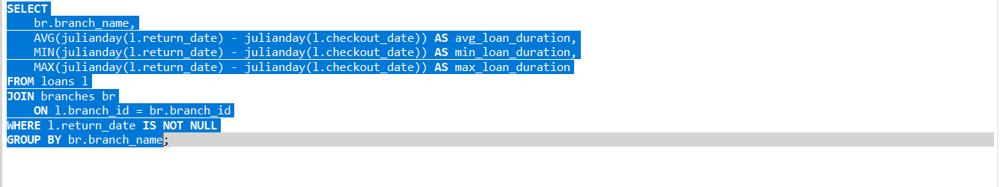 SELECT
    br.branch_name,
    AVG(julianday(l.return_date) - julianday(l.checkout_date)) AS avg_loan_duration,
    MIN(julianday(l.return_date) - julianday(l.checkout_date)) AS min_loan_duration,
    MAX(julianday(l.return_date) - julianday(l.checkout_date)) AS max_loan_duration
FROM loans l
JOIN branches br
    ON l.branch_id = br.branch_id
WHERE l.return_date IS NOT NULL
GROUP BY br.branch_name;